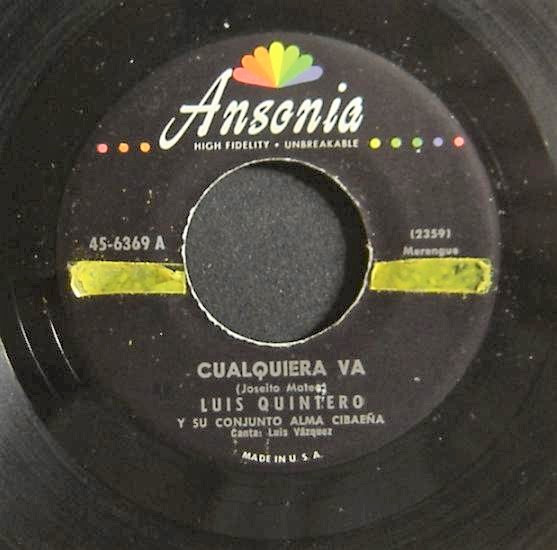 Ansonia
HIGH FIDELITY • UNBREAKABLE
45-6369 A
(2359)
Merengue
CUALQUIERA VA
(Joseito Mateo)
LUIS QUINTERO
Y SU CONJUNTO ALMA CIBAEÑA
Canta: Luis Vázquez
MADE IN U. S. A.